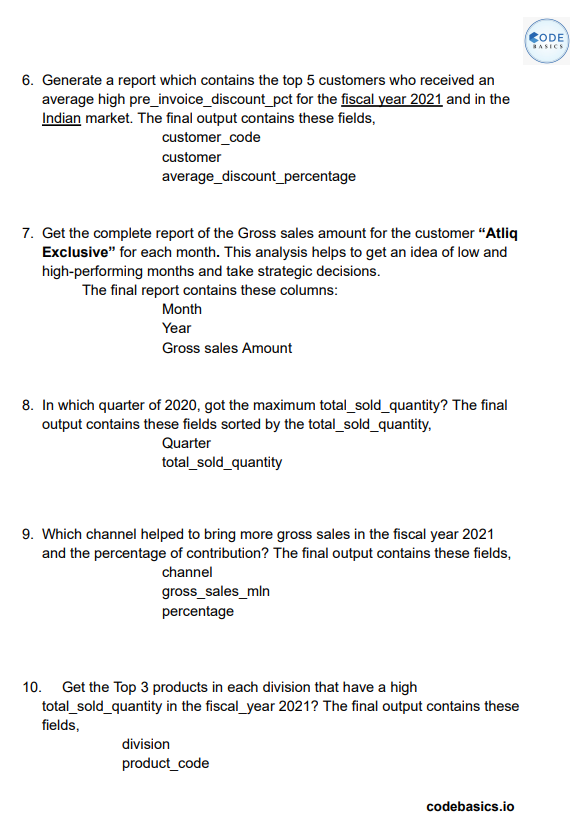 CODE
BASICS
6. Generate a report which contains the top 5 customers who received an
average high pre_invoice_discount_pct for the fiscal year 2021 and in the
Indian market. The final output contains these fields,
customer_code
customer
average_discount_percentage
7. Get the complete report of the Gross sales amount for the customer “Atliq
Exclusive” for each month. This analysis helps to get an idea of low and
high-performing months and take strategic decisions.
The final report contains these columns:
Month
Year
Gross sales Amount
8. In which quarter of 2020, got the maximum total_sold_quantity? The final
output contains these fields sorted by the total_sold_quantity,
Quarter
total_sold_quantity
9. Which channel helped to bring more gross sales in the fiscal year 2021
and the percentage of contribution? The final output contains these fields,
channel
gross_sales_mln
percentage
10. Get the Top 3 products in each division that have a high
total_sold_quantity in the fiscal_year 2021? The final output contains these
fields,
division
product_code
codebasics.io